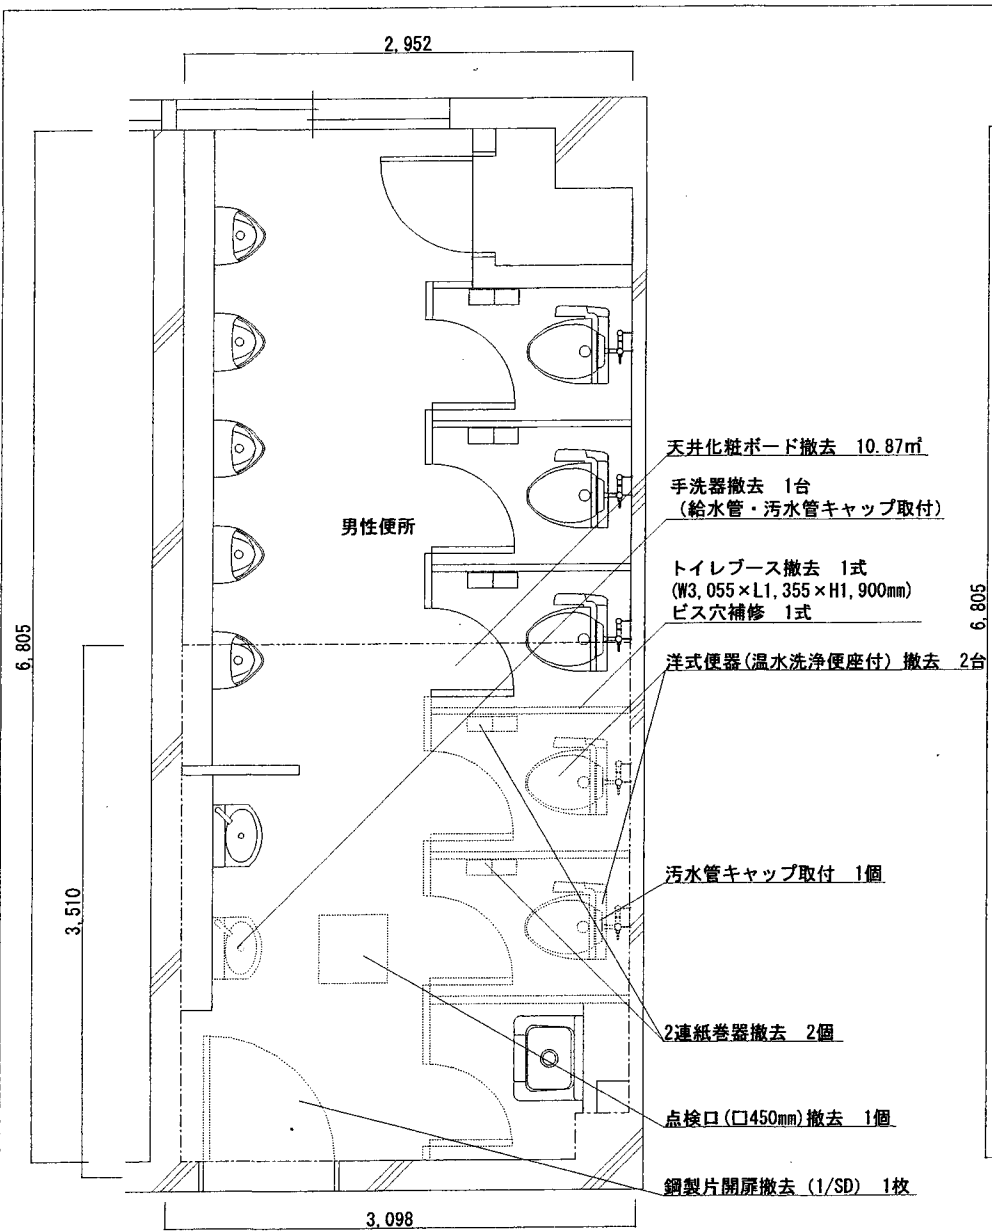 2,952
天井化粧ボード撤去 10.87㎡
手洗器撤去 1台
(給水管・汚水管キャップ取付)
男性便所
トイレブース撤去 1式
(W3,055×L1,355×H1,900mm)
ビス穴補修 1式
6,805
6,805
洋式便器(温水洗浄便座付) 撤去 2台
汚水管キャップ取付 1個
3,510
2連紙巻器撤去 2個
点検口(□450mm)撤去 1個
鋼製片開扉撤去 (1/SD) 1枚
3,098